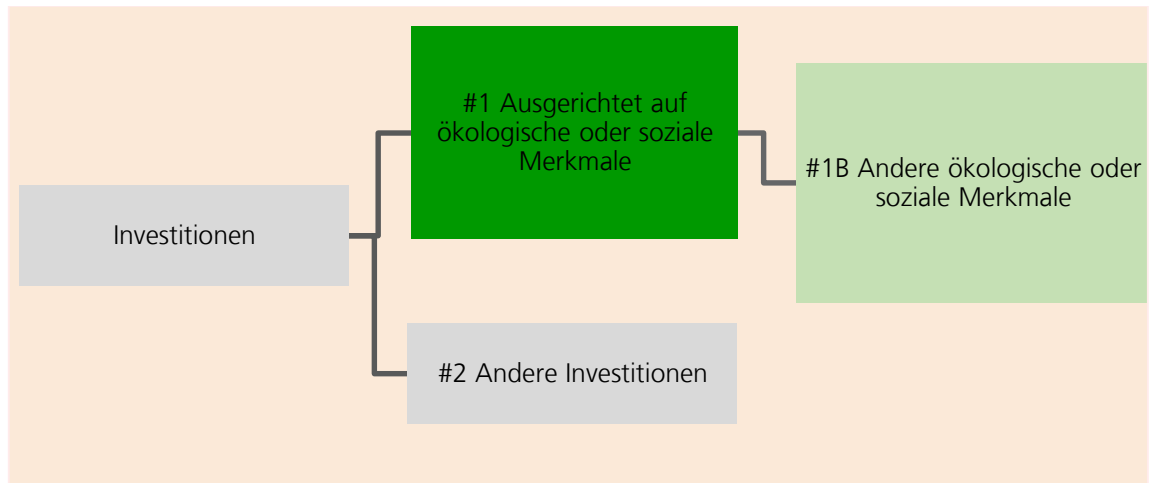 Investitionen
#1 Ausgerichtet auf
ökologische oder soziale
Merkmale
#1B Andere ökologische oder
soziale Merkmale
#2 Andere Investitionen